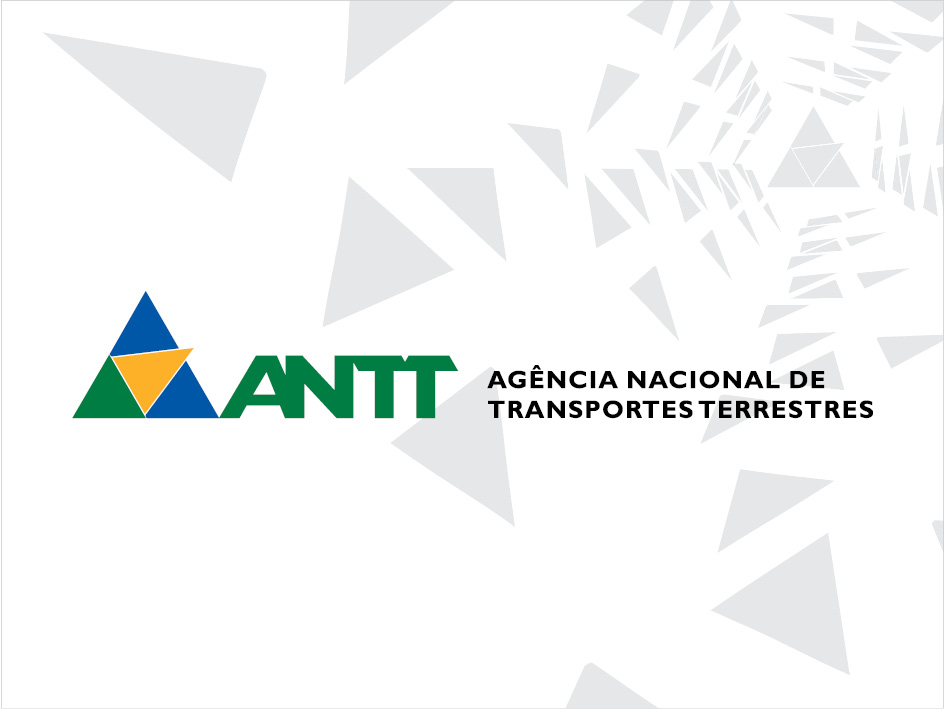 ANTT
AGÊNCIA NACIONAL DE
TRANSPORTES TERRESTRES